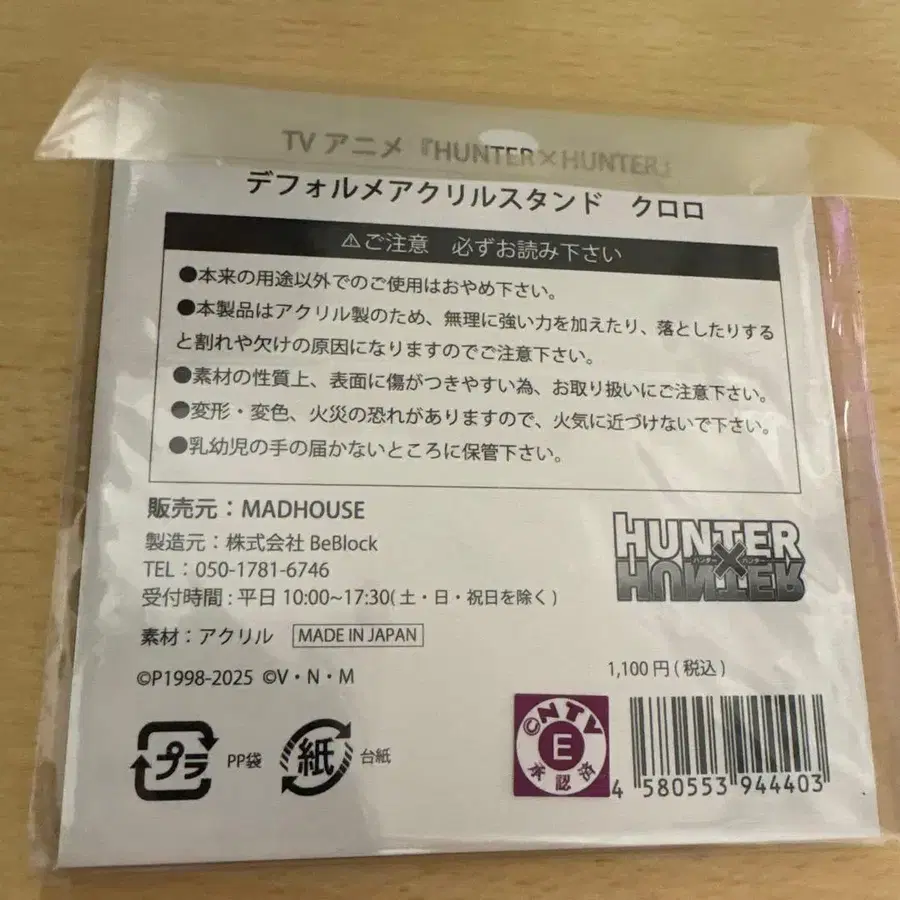 TV アニメ『HUNTER×HUNTER』
デフォルメアクリルスタンド　クロロ
⚠ご注意　必ずお読み下さい
●本来の用途以外でのご使用はおやめ下さい。
●本製品はアクリル製のため、無理に強い力を加えたり、落としたりする
と割れや欠けの原因になりますのでご注意下さい。
●素材の性質上、表面に傷がつきやすい為、お取り扱いにご注意下さい。
●変形・変色、火災の恐れがありますので、火気に近づけないで下さい。
●乳幼児の手の届かないところに保管下さい。
販売元：MADHOUSE
製造元：株式会社 BeBlock
TEL：050-1781-6746
受付時間：平日 10:00~17:30(土・日・祝日を除く)
素材：アクリル　MADE IN JAPAN
©P1998-2025 ©V・N・M
HUNTER
×
ハンター ハンター
HUNTER
1,100 円 (税込)
プラ PP袋 紙 台紙
©NTV
E
承認済
4 580553 944403